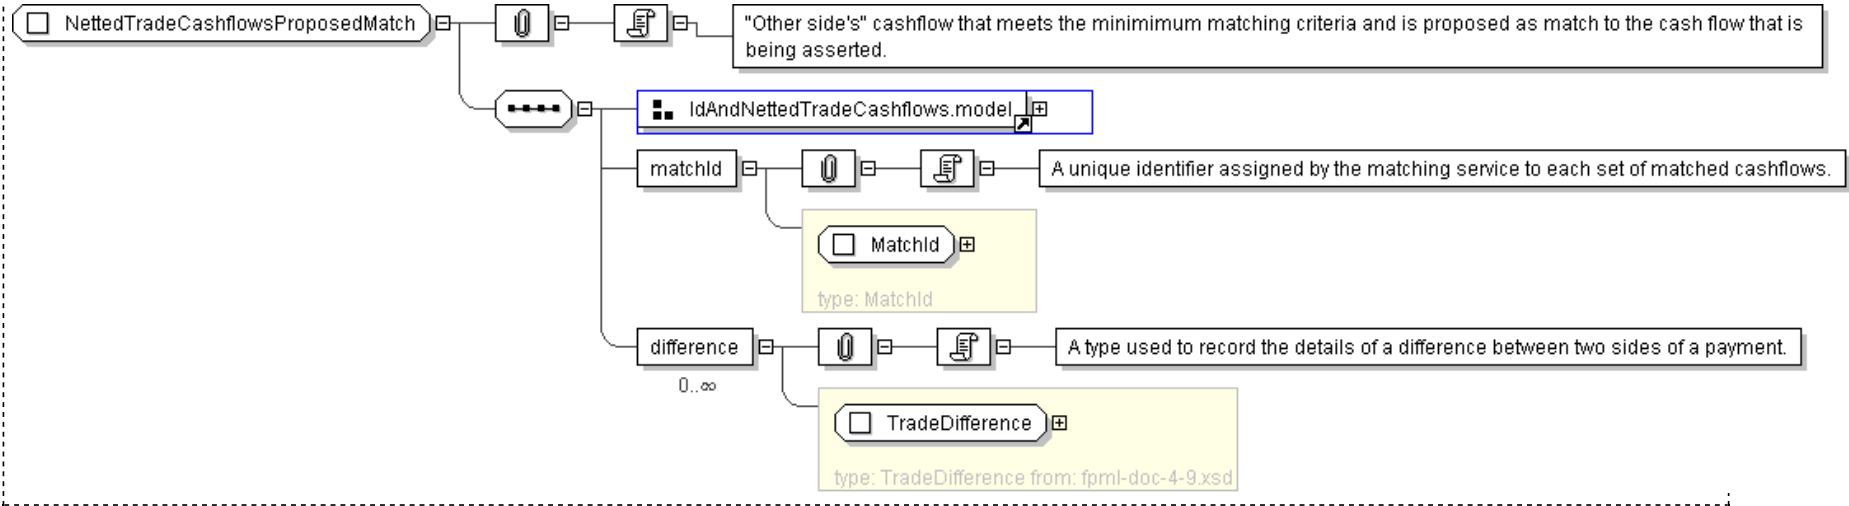 NettedTradeCashflowsProposedMatch
"Other side's" cashflow that meets the minimimum matching criteria and is proposed as match to the cash flow that is
being asserted.
IdAndNettedTradeCashflows.model
matchId
A unique identifier assigned by the matching service to each set of matched cashflows.
MatchId
type: MatchId
difference
A type used to record the details of a difference between two sides of a payment.
0..∞
TradeDifference
type: TradeDifference from: fpml-doc-4-9.xsd